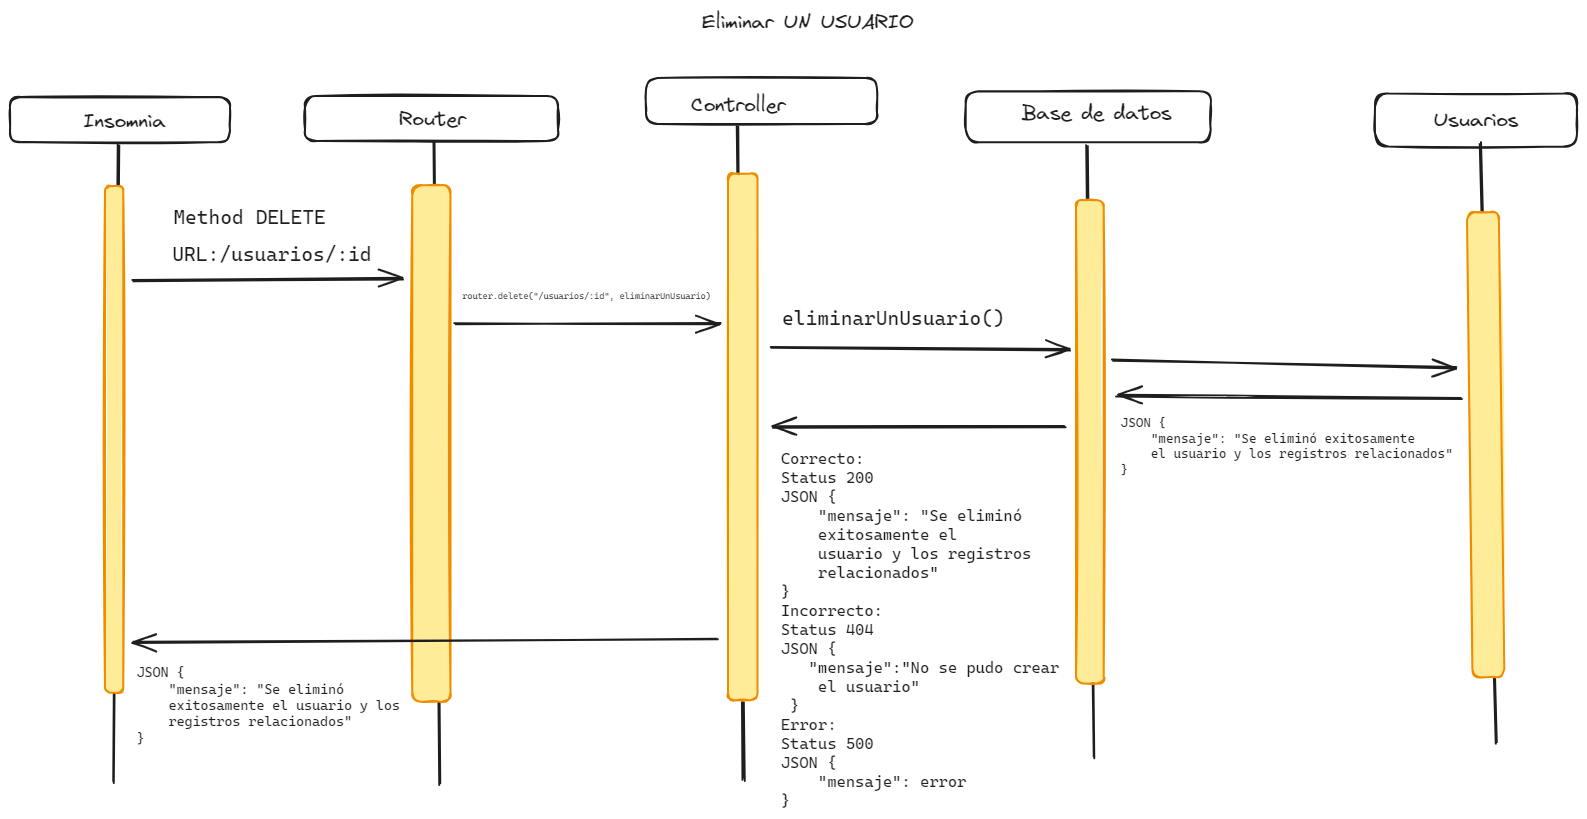 Eliminar UN USUARIO
Insomnia
Router
Controller
Base de datos
Usuarios
Method DELETE
URL:/usuarios/:id
router.delete("/usuarios/:id", eliminarUnUsuario)
eliminarUnUsuario()
JSON {
"mensaje": "Se eliminó exitosamente
el usuario y los registros relacionados"
}
Correcto:
Status 200
JSON {
"mensaje": "Se eliminó
exitosamente el
usuario y los registros
relacionados"
}
Incorrecto:
Status 404
JSON {
"mensaje":"No se pudo crear
el usuario"
}
Error:
Status 500
JSON {
"mensaje": error
}
JSON {
"mensaje": "Se eliminó
exitosamente el usuario y los
registros relacionados"
}